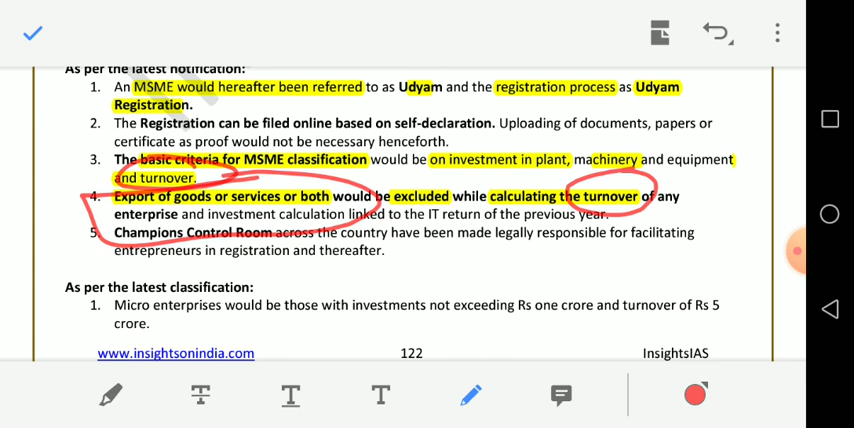 As per the latest notification:
1. An MSME would hereafter been referred to as Udyam and the registration process as Udyam
Registration.
2. The Registration can be filed online based on self-declaration. Uploading of documents, papers or
certificate as proof would not be necessary henceforth.
3. The basic criteria for MSME classification would be on investment in plant, machinery and equipment
and turnover.
4. Export of goods or services or both would be excluded while calculating the turnover of any
enterprise and investment calculation linked to the IT return of the previous year.
5. Champions Control Room across the country have been made legally responsible for facilitating
entrepreneurs in registration and thereafter.
As per the latest classification:
1. Micro enterprises would be those with investments not exceeding Rs one crore and turnover of Rs 5
crore.
www.insightsonindia.com 122 InsightsIAS
T T T